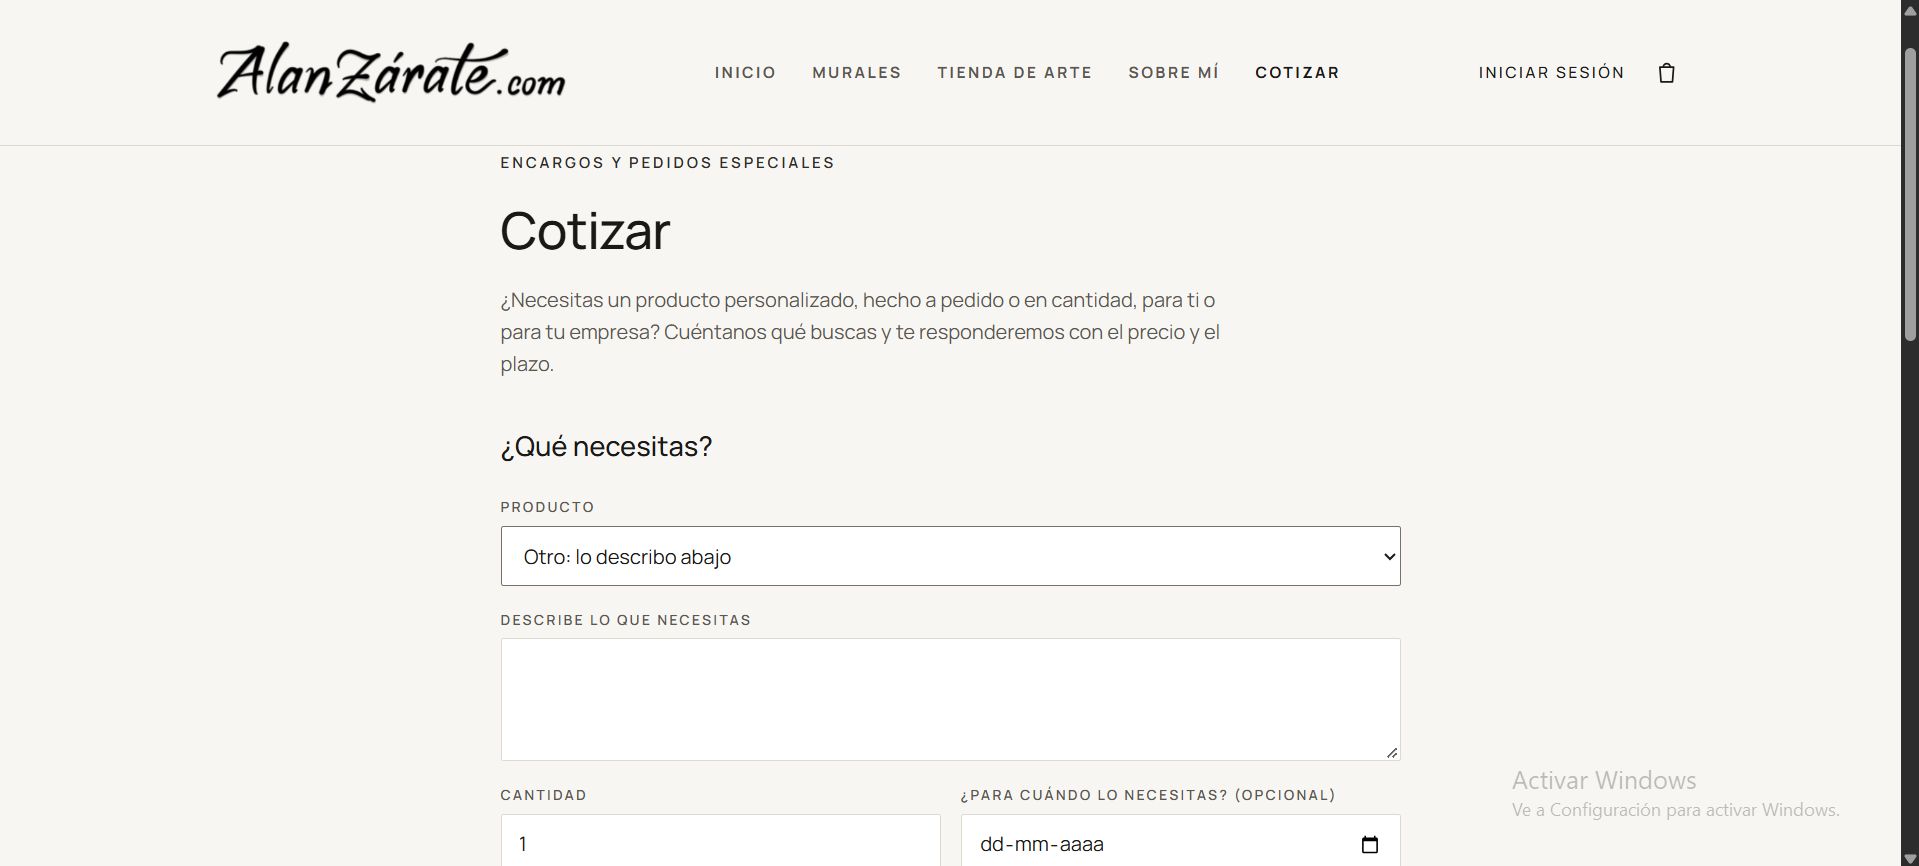 AlanZárate.com
INICIO MURALES TIENDA DE ARTE SOBRE MÍ COTIZAR INICIAR SESIÓN
ENCARGOS Y PEDIDOS ESPECIALES
Cotizar
¿Necesitas un producto personalizado, hecho a pedido o en cantidad, para ti o
para tu empresa? Cuéntanos qué buscas y te responderemos con el precio y el
plazo.
¿Qué necesitas?
PRODUCTO
Otro: lo describo abajo
DESCRIBE LO QUE NECESITAS
CANTIDAD
¿PARA CUÁNDO LO NECESITAS? (OPCIONAL)
1
dd-mm-aaaa
Activar Windows
Ve a Configuración para activar Windows.